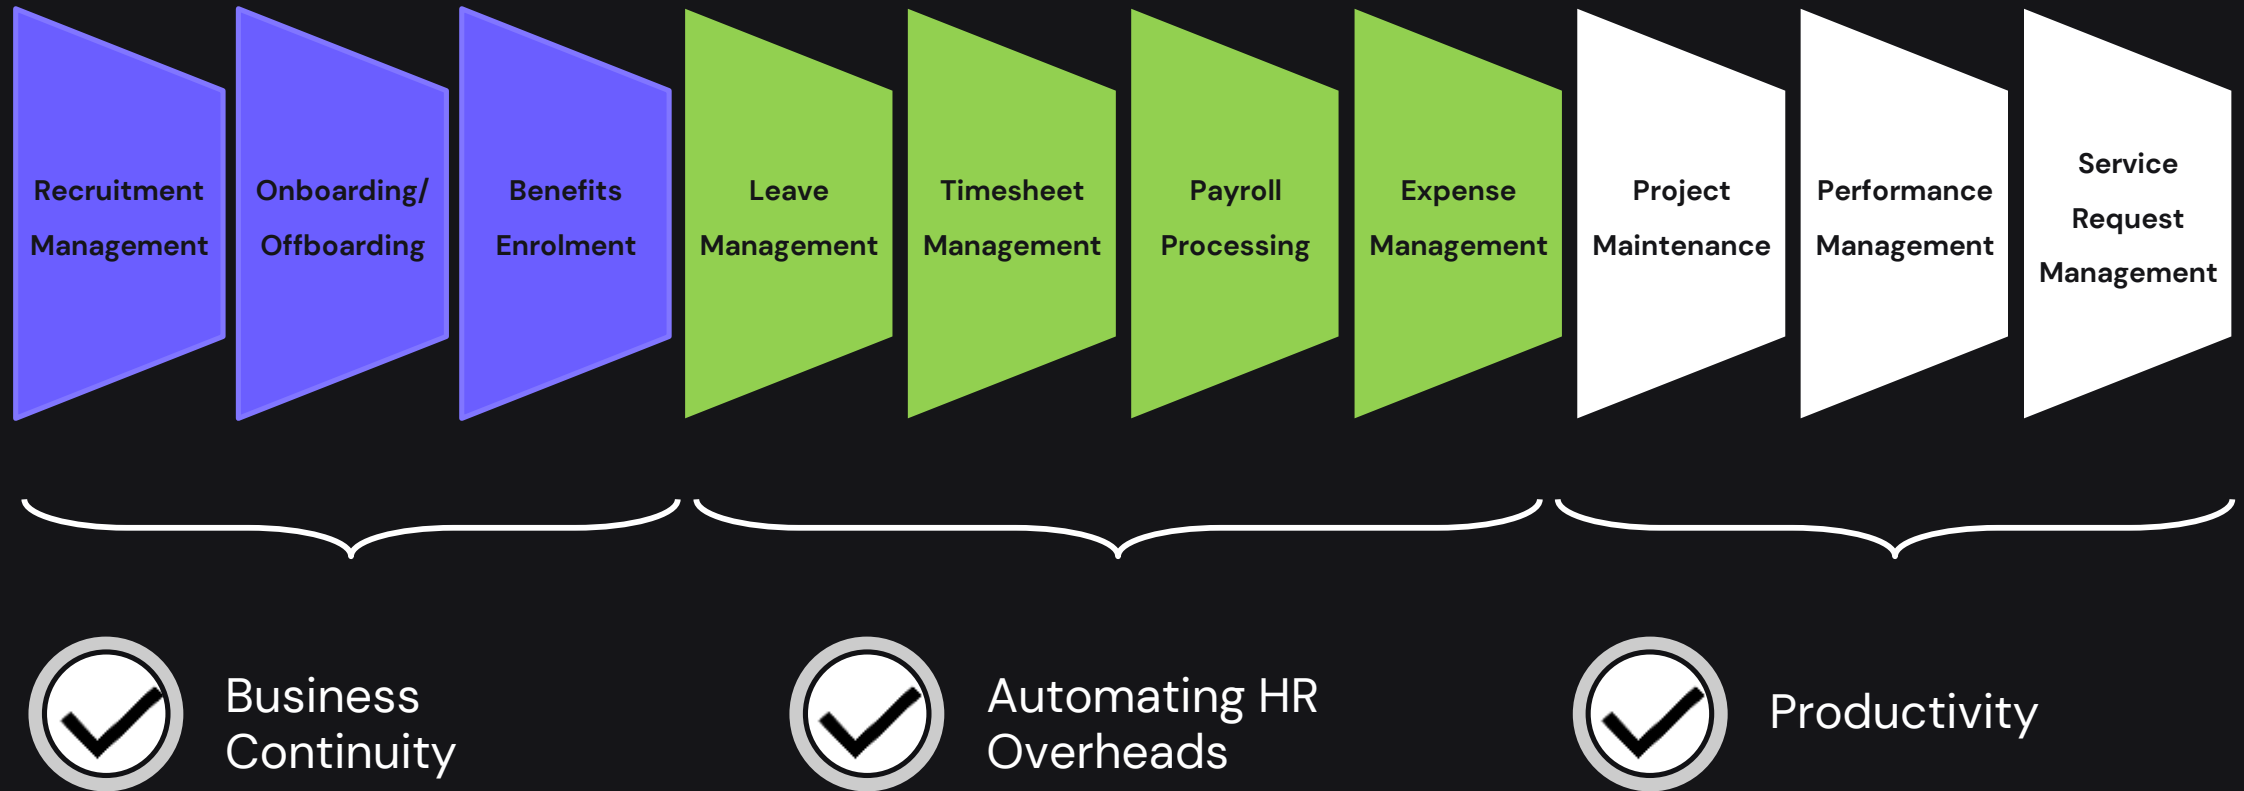 Recruitment
Management
Onboarding/
Offboarding
Benefits
Enrolment
Leave
Management
Timesheet
Management
Payroll
Processing
Expense
Management
Project
Maintenance
Performance
Management
Service
Request
Management
Business
Continuity
Automating HR
Overheads
Productivity